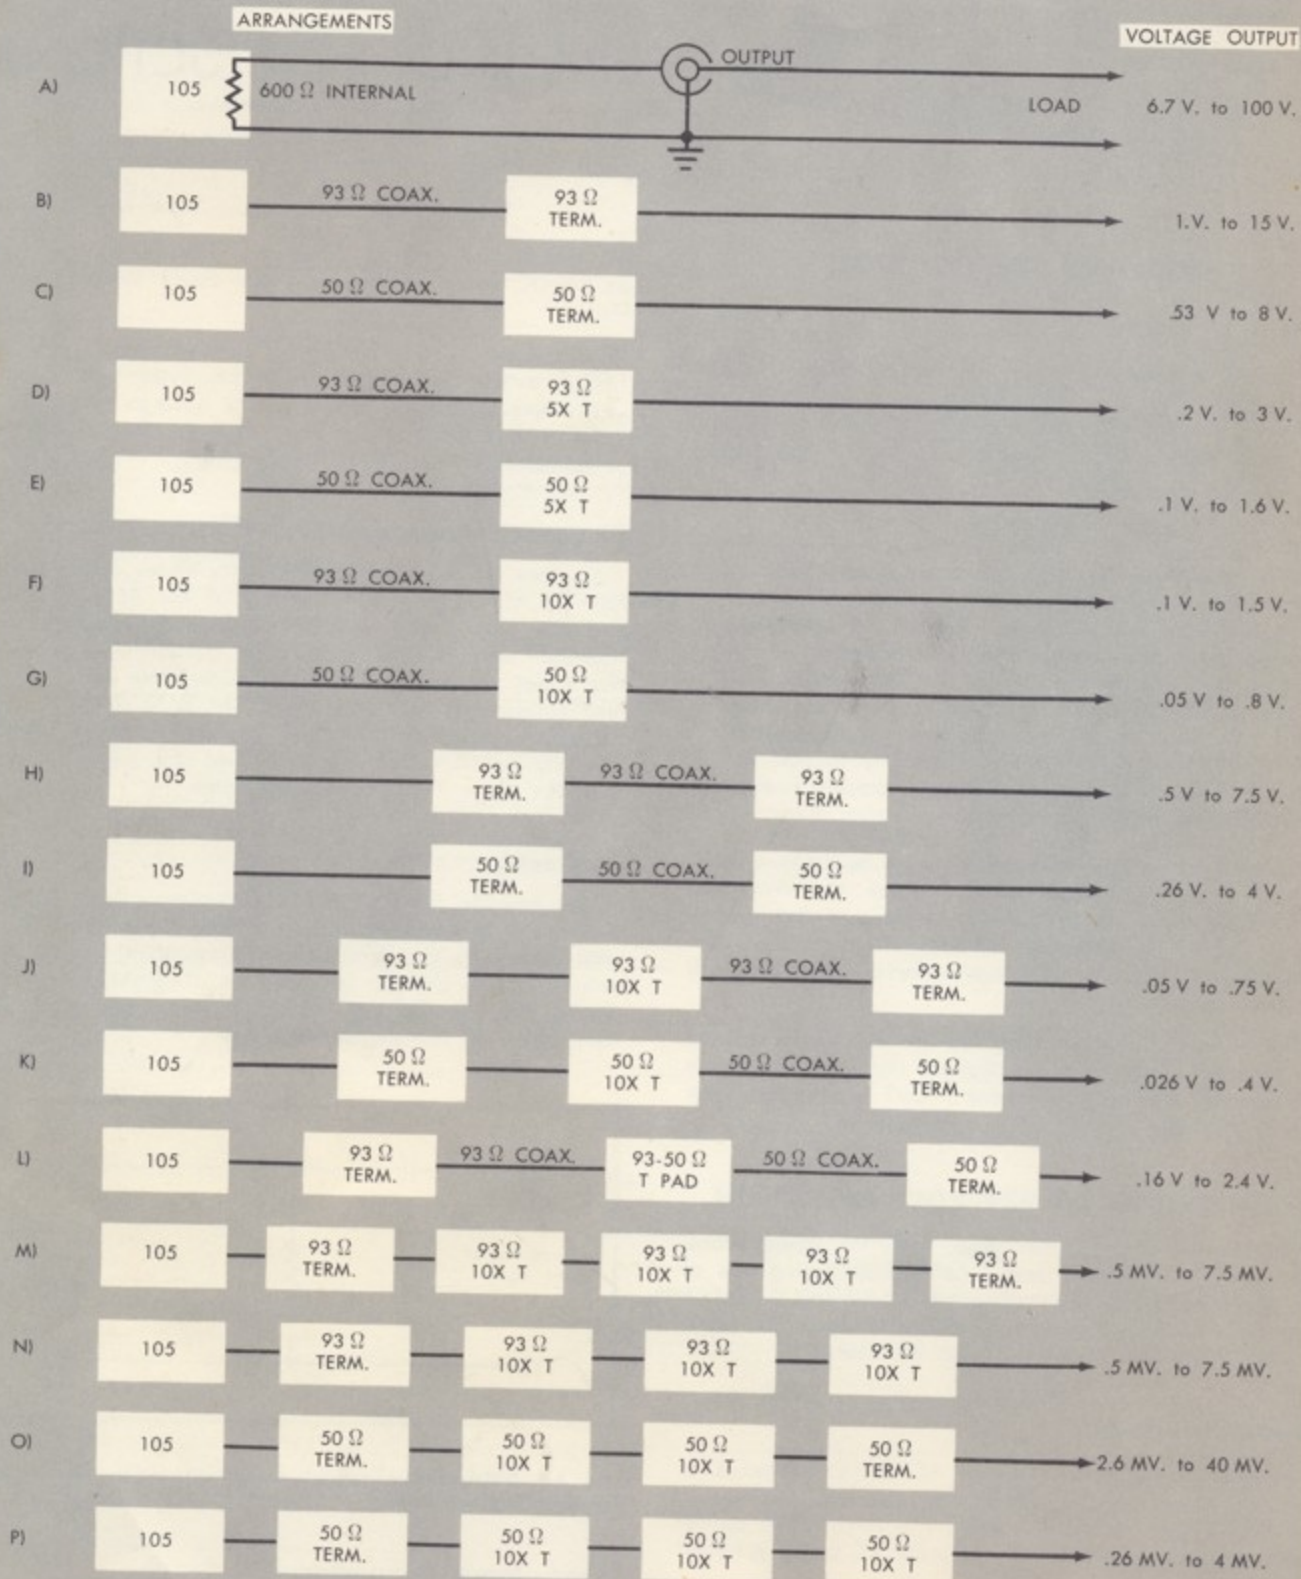 ARRANGEMENTS
VOLTAGE OUTPUT
A) 105 600 Ω INTERNAL OUTPUT LOAD 6.7 V. to 100 V.
B) 105 93 Ω COAX. 93 Ω TERM. 1.V. to 15 V.
C) 105 50 Ω COAX. 50 Ω TERM. .53 V to 8 V.
D) 105 93 Ω COAX. 93 Ω 5X T .2 V. to 3 V.
E) 105 50 Ω COAX. 50 Ω 5X T .1 V. to 1.6 V.
F) 105 93 Ω COAX. 93 Ω 10X T .1 V. to 1.5 V.
G) 105 50 Ω COAX. 50 Ω 10X T .05 V to .8 V.
H) 105 93 Ω TERM. 93 Ω COAX. 93 Ω TERM. .5 V to 7.5 V.
I) 105 50 Ω TERM. 50 Ω COAX. 50 Ω TERM. .26 V. to 4 V.
J) 105 93 Ω TERM. 93 Ω 10X T 93 Ω COAX. 93 Ω TERM. .05 V to .75 V.
K) 105 50 Ω TERM. 50 Ω 10X T 50 Ω COAX. 50 Ω TERM. .026 V to .4 V.
L) 105 93 Ω TERM. 93 Ω COAX. 93-50 Ω T PAD 50 Ω COAX. 50 Ω TERM. .16 V to 2.4 V.
M) 105 93 Ω TERM. 93 Ω 10X T 93 Ω 10X T 93 Ω 10X T 93 Ω TERM. .5 MV. to 7.5 MV.
N) 105 93 Ω TERM. 93 Ω 10X T 93 Ω 10X T 93 Ω 10X T .5 MV. to 7.5 MV.
O) 105 50 Ω TERM. 50 Ω 10X T 50 Ω 10X T 50 Ω TERM. 2.6 MV. to 40 MV.
P) 105 50 Ω TERM. 50 Ω 10X T 50 Ω 10X T 50 Ω 10X T .26 MV. to 4 MV.